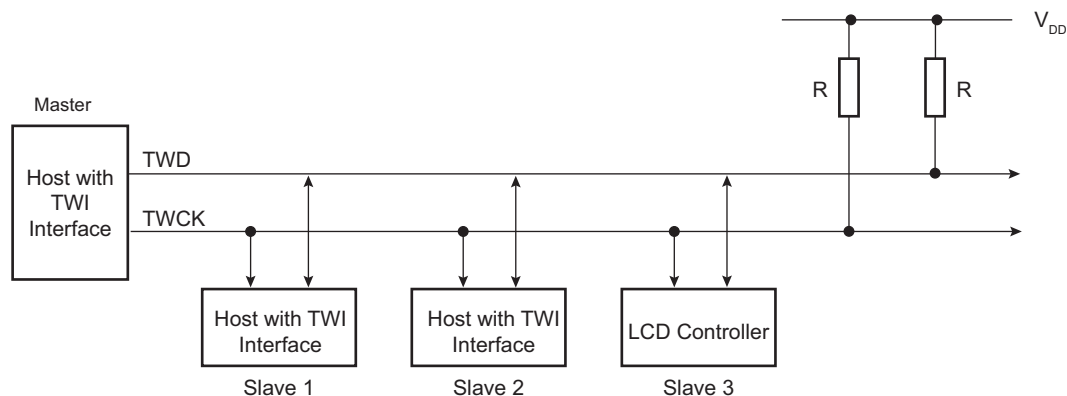 V_DD
R
R
Master
Host with
TWI
Interface
TWD
TWCK
Host with TWI
Interface
Slave 1
Host with TWI
Interface
Slave 2
LCD Controller
Slave 3